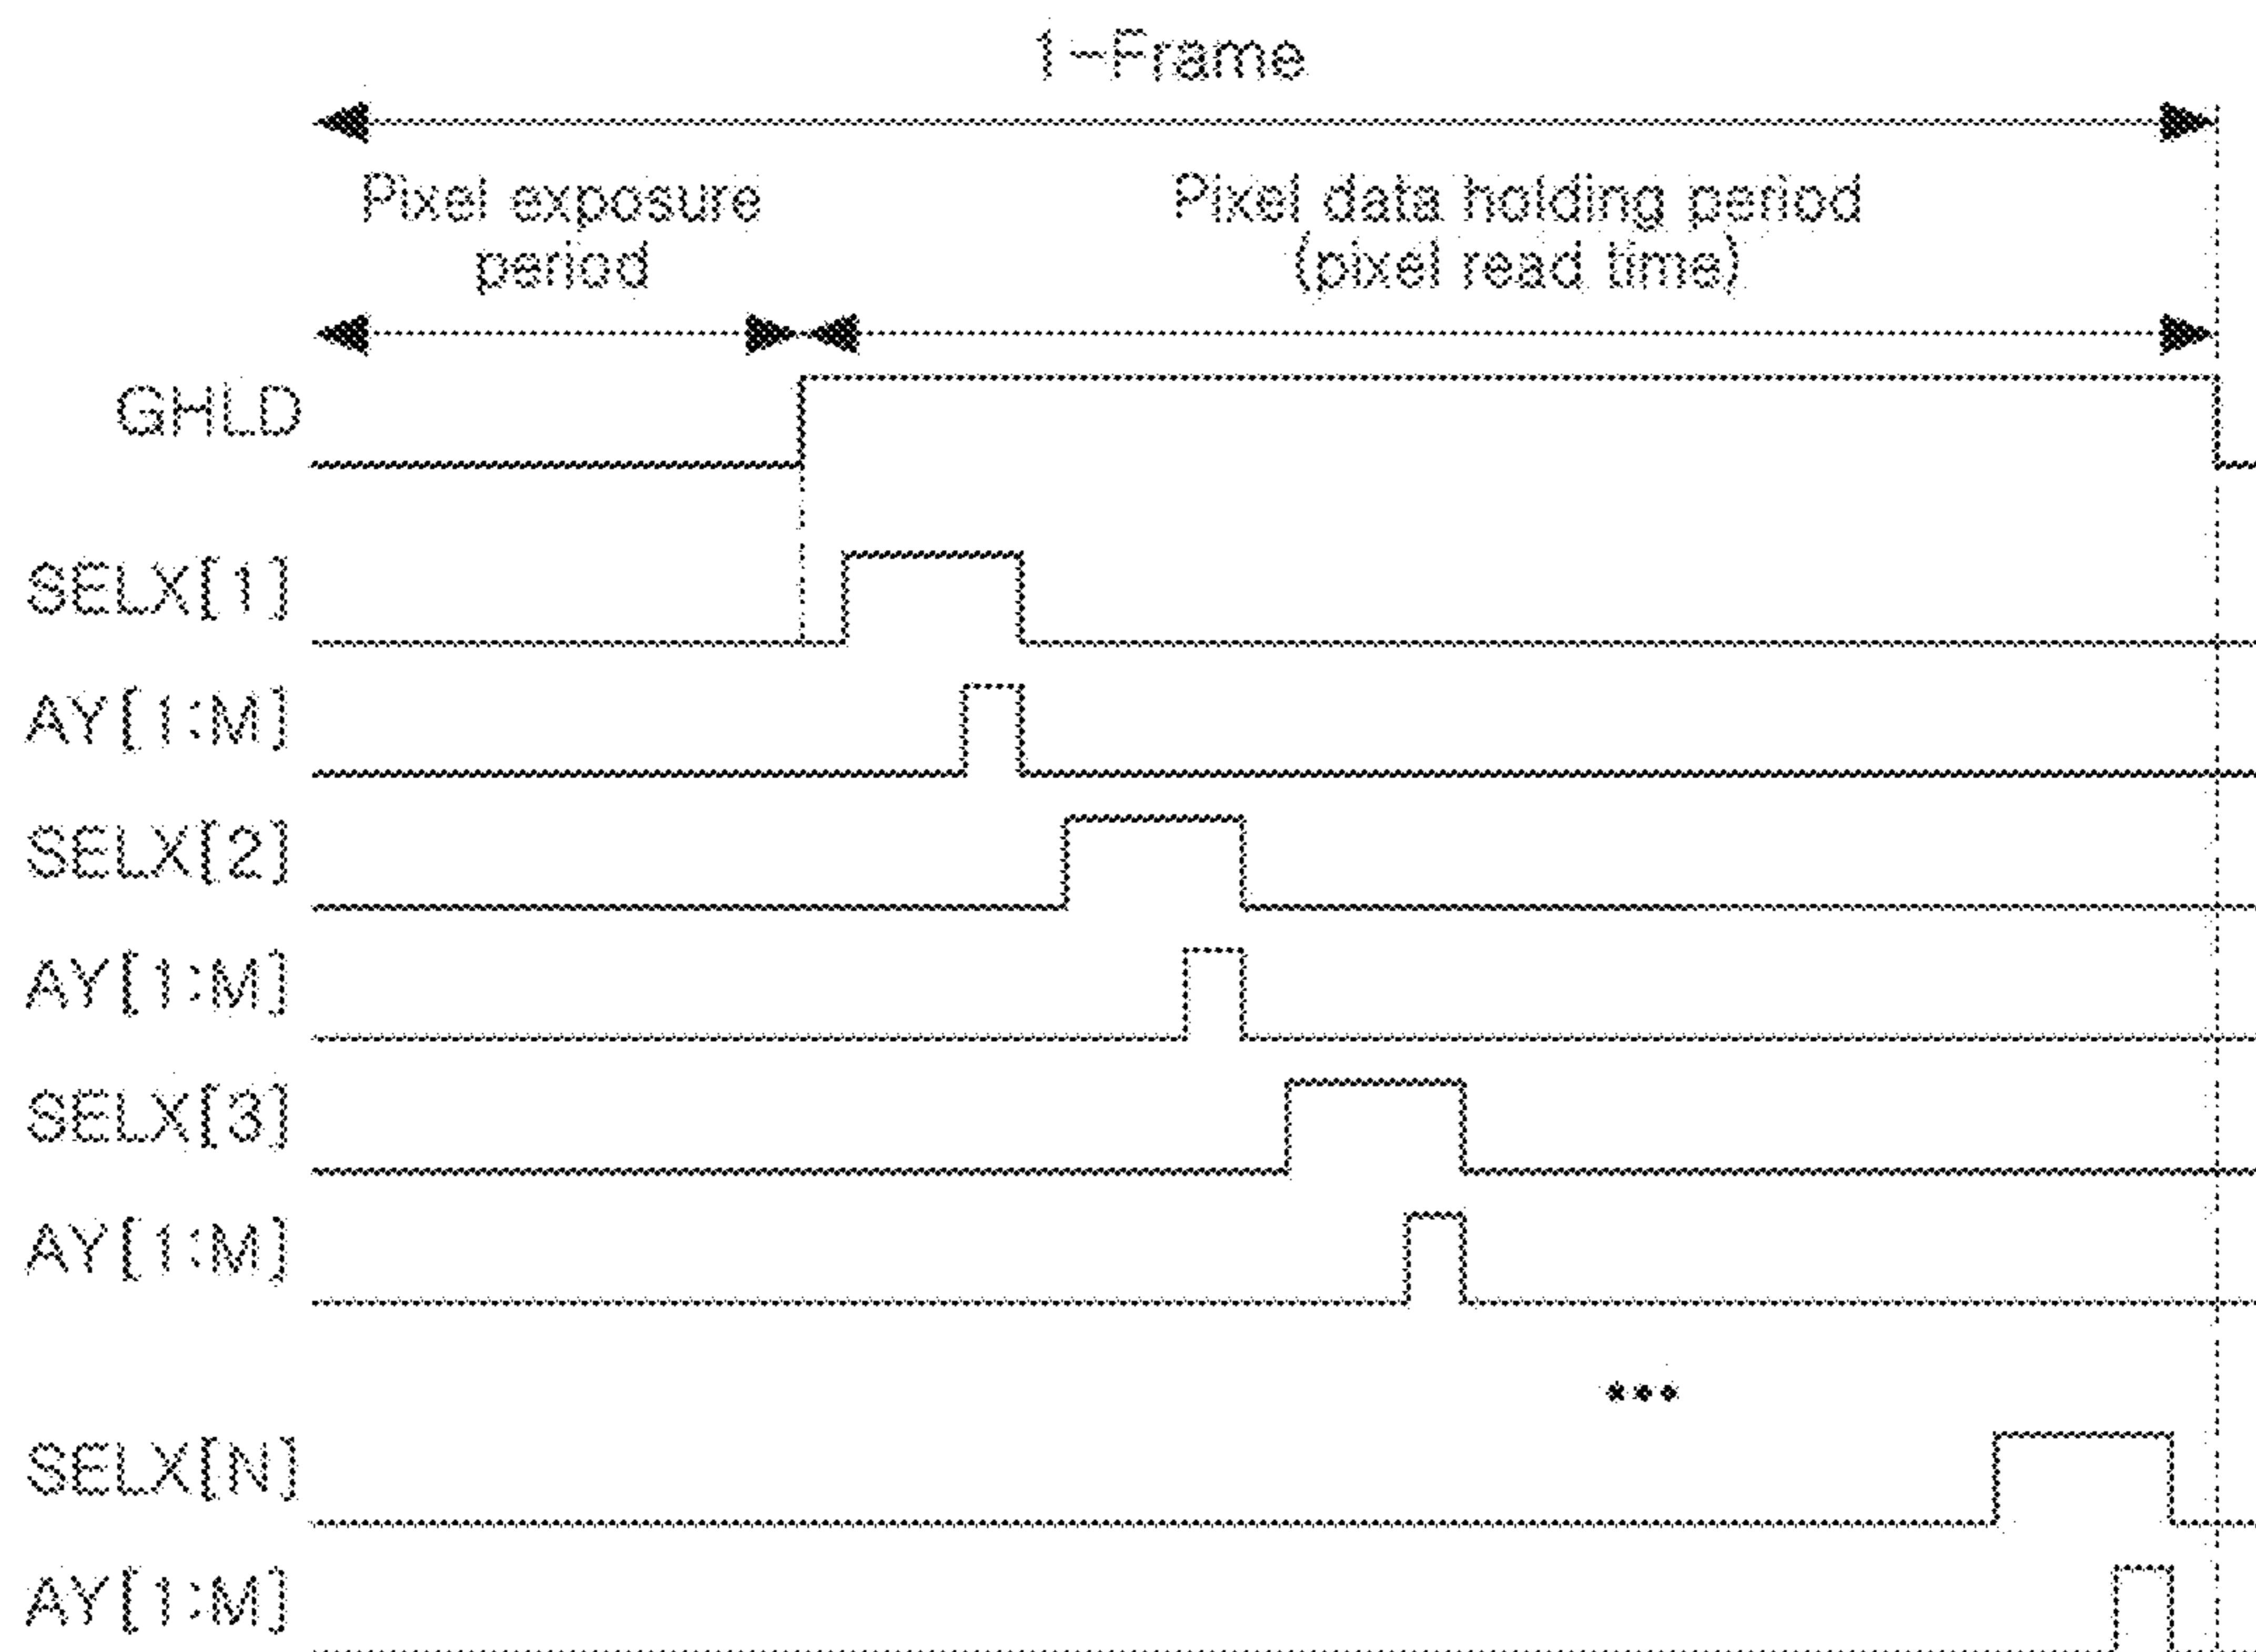 1-Frame
Pixel exposure
period
Pixel data holding period
(pixel read time)
GHLD
SELX[1]
AY[1:M]
SELX[2]
AY[1:M]
SELX[3]
AY[1:M]
•••
SELX[N]
AY[1:M]